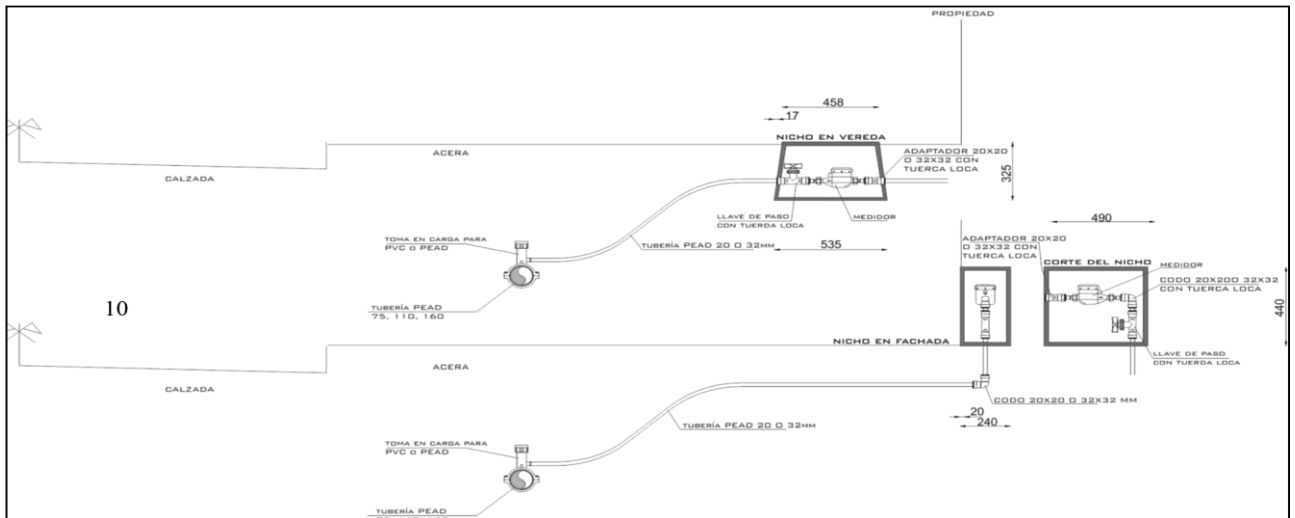 PROPIEDAD
458
17
NICHO EN VEREDA
ACERA
CALZADA
ADAPTADOR 20X20
O 32X32 CON
TUERCA LOCA
325
LLAVE DE PASO
CON TUERDA LOCA
MEDIDOR
TOMA EN CARGA PARA
PVC o PEAD
TUBERÍA PEAD 20 O 32MM
535
TUBERÍA PEAD
75, 110, 160
10
490
ADAPTADOR 20X20
O 32X32 CON
TUERCA LOCA
CORTE DEL NICHO
MEDIDOR
CODO 20X20O 32X32
CON TUERCA LOCA
440
NICHO EN FACHADA
LLAVE DE PASO
CON TUERDA LOCA
ACERA
CALZADA
CODO 20X20 O 32X32 MM
20
240
TUBERÍA PEAD 20 O 32MM
TOMA EN CARGA PARA
PVC o PEAD
TUBERÍA PEAD